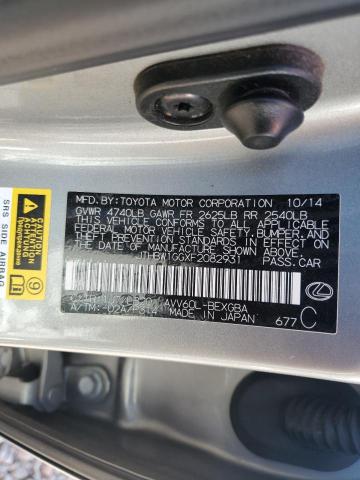 MFD. BY: TOYOTA MOTOR CORPORATION 10/14
GVWR 4740LB GAWR FR 2625LB RR 2540LB
THIS VEHICLE CONFORMS TO ALL APPLICABLE
FEDERAL MOTOR VEHICLE SAFETY, BUMPER, AND
THEFT PREVENTION STANDARDS IN EFFECT ON
THE DATE OF MANUFACTURE SHOWN ABOVE.
JTHBW1GGXF2082931 PASS. CAR
AVV60L-BEXGBA
A/TM: MADE IN JAPAN 677 C
SRS SIDE AIRBAG